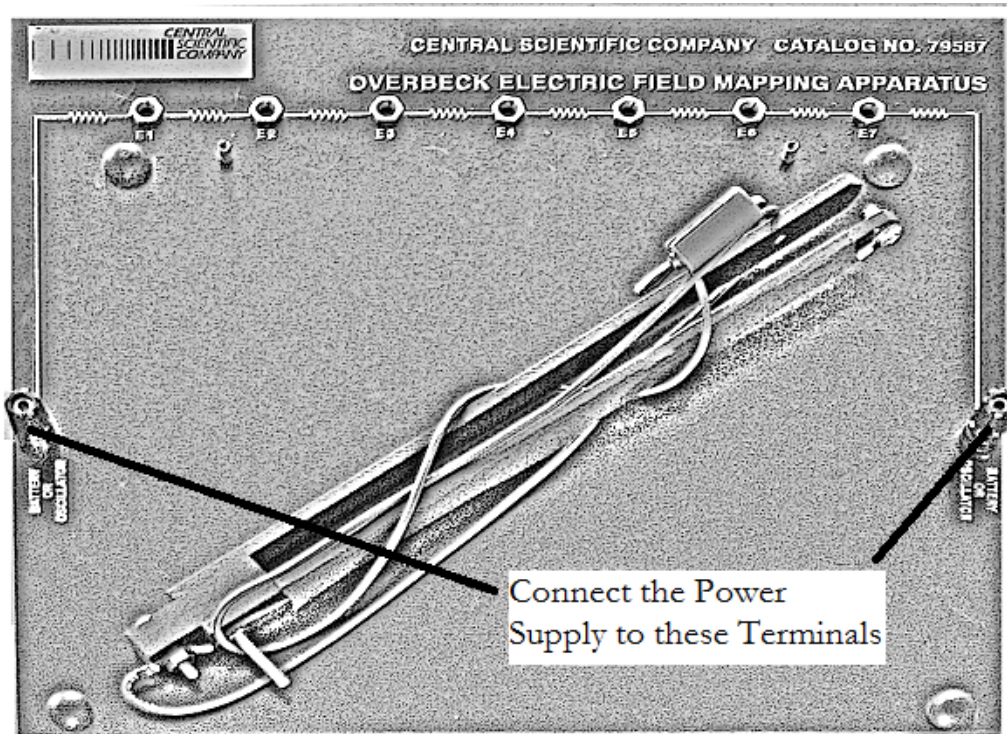 CENTRAL
SCIENTIFIC
COMPANY
CENTRAL SCIENTIFIC COMPANY CATALOG NO. 79587
OVERBECK ELECTRIC FIELD MAPPING APPARATUS
E1 E2 E3 E4 E5 E6 E7
BATTERY
OR
OSCILLATOR
BATTERY
OR
OSCILLATOR
Connect the Power
Supply to these Terminals